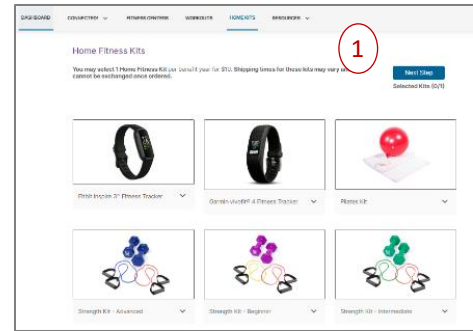 DASHBOARD CONNECTED! FITNESS CENTERS WORKOUTS HOME KITS RESOURCES
Home Fitness Kits
1
You may select 1 Home Fitness Kit per benefit year for $10. Shipping times for these kits may vary and
cannot be exchanged once ordered.
Next Step
Selected Kits (0/1)
Fitbit Inspire 3™ Fitness Tracker
Garmin vivofit® 4 Fitness Tracker
Pilates Kit
Strength Kit - Advanced
Strength Kit - Beginner
Strength Kit - Intermediate